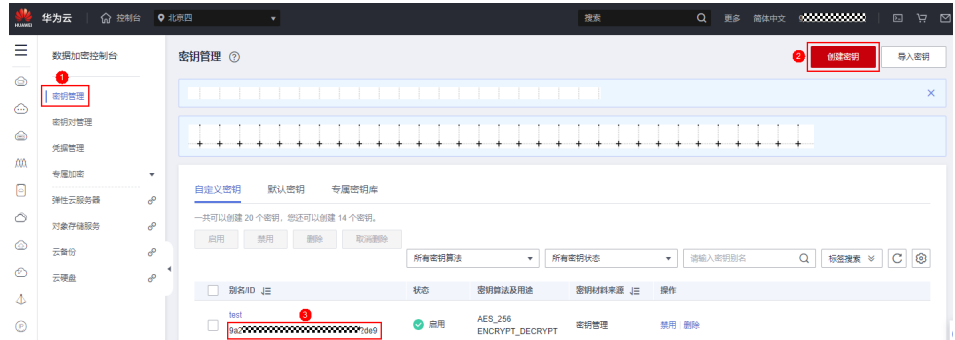 HUAWEI 华为云 控制台 北京四 搜索 更多 简体中文
数据加密控制台
密钥管理
2
创建密钥
导入密钥
1
密钥管理
密钥对管理
凭据管理
专属加密
弹性云服务器
对象存储服务
云备份
云硬盘
自定义密钥 默认密钥 专属密钥库
一共可以创建 20 个密钥，您还可以创建 14 个密钥。
启用 禁用 删除 取消删除
所有密钥算法 所有密钥状态 请输入密钥别名 标签搜索
别名/ID 状态 密钥算法及用途 密钥材料来源 操作
test
3
9a2 de9
启用
AES_256
ENCRYPT_DECRYPT
密钥管理
禁用 删除